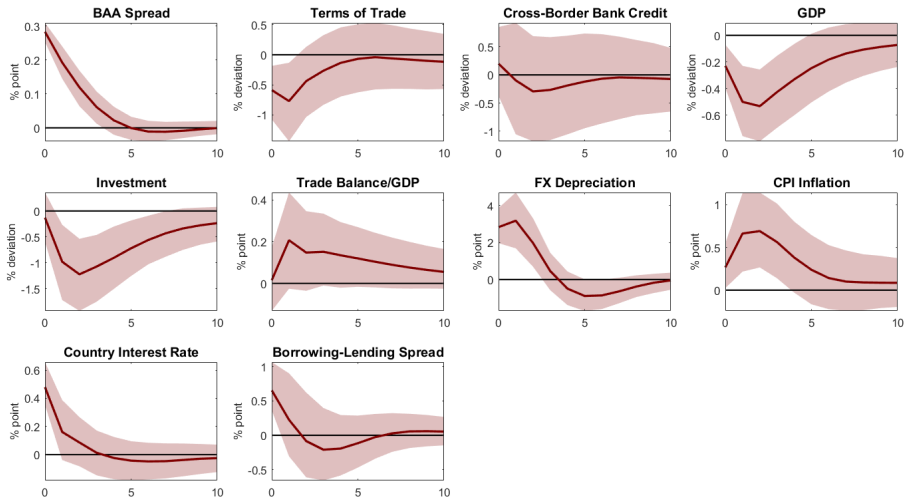 BAA Spread
% point
0.3
0.2
0.1
0
0 5 10
Terms of Trade
% deviation
0.5
0
-0.5
-1
0 5 10
Cross-Border Bank Credit
% deviation
0.5
0
-0.5
-1
0 5 10
GDP
% deviation
0
-0.2
-0.4
-0.6
0 5 10
Investment
% deviation
0
-0.5
-1
-1.5
0 5 10
Trade Balance/GDP
% point
0.4
0.2
0
0 5 10
FX Depreciation
% point
4
2
0
0 5 10
CPI Inflation
% point
1
0.5
0
0 5 10
Country Interest Rate
% point
0.6
0.4
0.2
0
0 5 10
Borrowing-Lending Spread
% point
1
0.5
0
-0.5
0 5 10